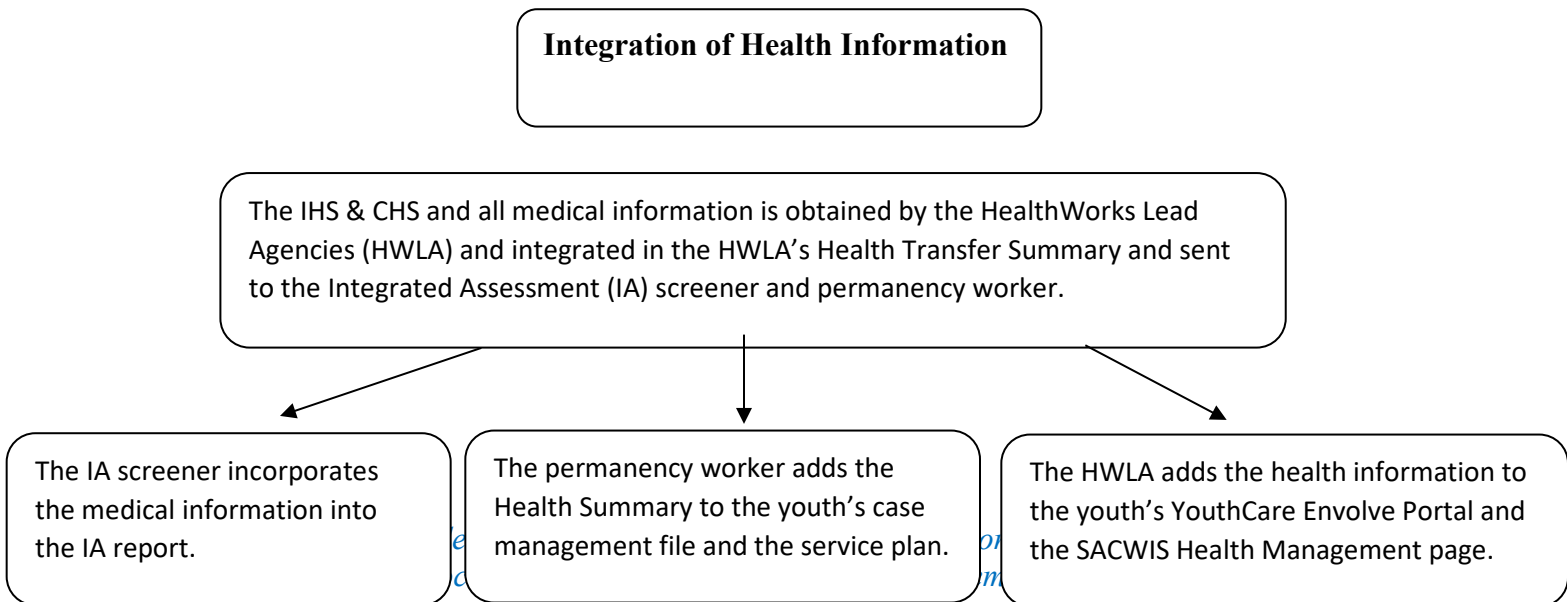 Integration of Health Information
The IHS & CHS and all medical information is obtained by the HealthWorks Lead
Agencies (HWLA) and integrated in the HWLA’s Health Transfer Summary and sent
to the Integrated Assessment (IA) screener and permanency worker.
The IA screener incorporates
the medical information into
the IA report.
The permanency worker adds the
Health Summary to the youth’s case
management file and the service plan.
The HWLA adds the health information to
the youth’s YouthCare Envolve Portal and
the SACWIS Health Management page.